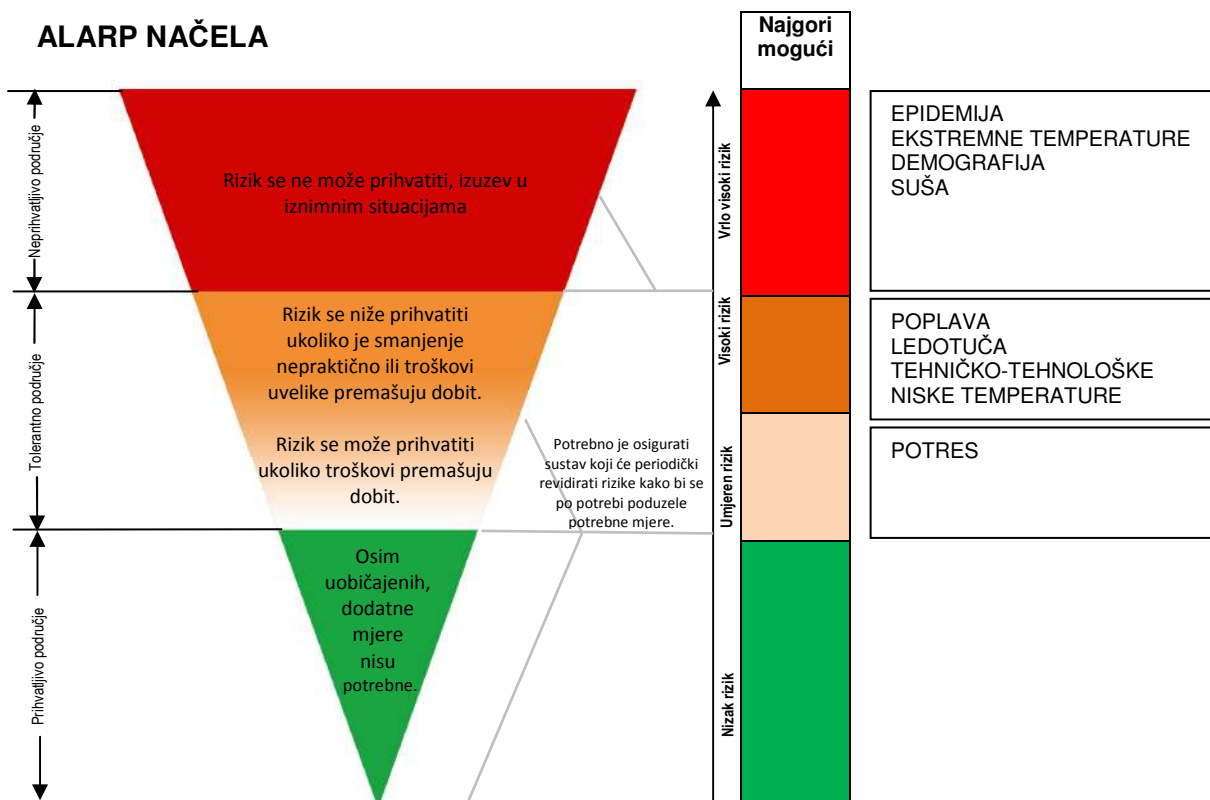 ALARP NAČELA
Najgori
mogući
Neprihvatljivo područje
Rizik se ne može prihvatiti, izuzev u
iznimnim situacijama
Vrlo visoki rizik
EPIDEMIJA
EKSTREMNE TEMPERATURE
DEMOGRAFIJA
SUŠA
Tolerantno područje
Rizik se niže prihvatiti
ukoliko je smanjenje
nepraktično ili troškovi
uvelike premašuju dobit.
Rizik se može prihvatiti
ukoliko troškovi premašuju
dobit.
Potrebno je osigurati
sustav koji će periodički
revidirati rizike kako bi se
po potrebi poduzele
potrebne mjere.
Visoki rizik
POPLAVA
LEDOTUČA
TEHNIČKO-TEHNOLOŠKE
NISKE TEMPERATURE
Umjeren rizik
POTRES
Prihvatljivo područje
Osim
uobičajenih,
dodatne
mjere
nisu
potrebne.
Nizak rizik